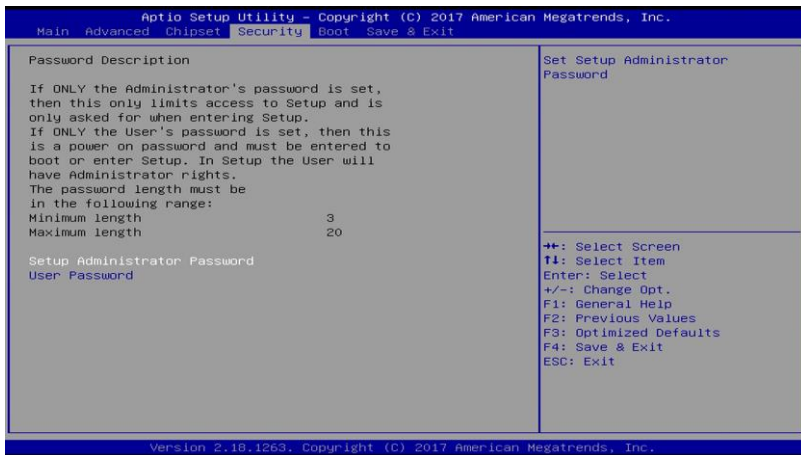 Aptio Setup Utility – Copyright (C) 2017 American Megatrends, Inc.
Main Advanced Chipset Security Boot Save & Exit
Password Description
If ONLY the Administrator's password is set,
then this only limits access to Setup and is
only asked for when entering Setup.
If ONLY the User's password is set, then this
is a power on password and must be entered to
boot or enter Setup. In Setup the User will
have Administrator rights.
The password length must be
in the following range:
Minimum length 3
Maximum length 20
Setup Administrator Password
User Password
Set Setup Administrator
Password
→←: Select Screen
↑↓: Select Item
Enter: Select
+/-: Change Opt.
F1: General Help
F2: Previous Values
F3: Optimized Defaults
F4: Save & Exit
ESC: Exit
Version 2.18.1263. Copyright (C) 2017 American Megatrends, Inc.